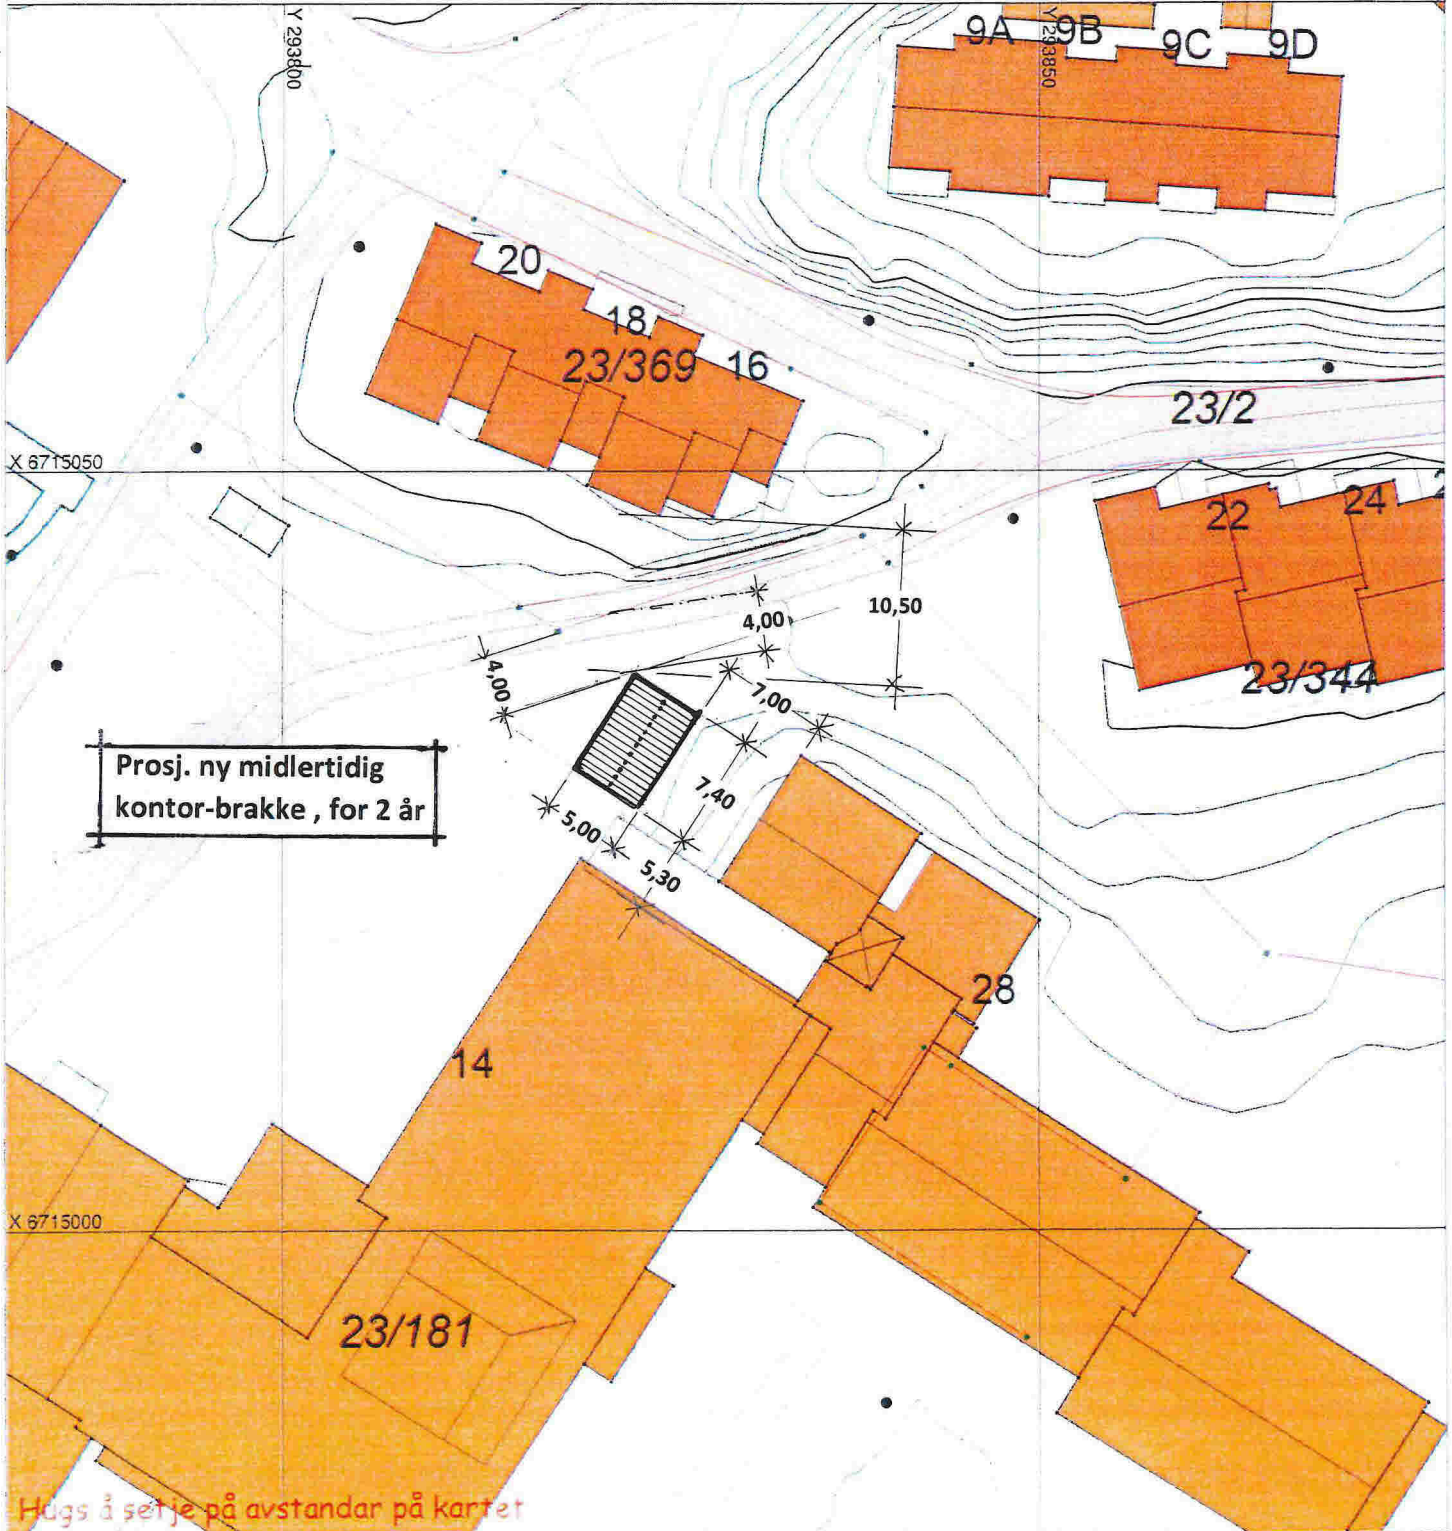 Y 293800
Y 293850
9A
9B
9C
9D
20
18
23/369
16
23/2
X 6715050
22
24
10,50
4,00
4,00
7,00
23/344
Prosj. ny midlertidig
kontor-brakke , for 2 år
7,40
5,00
5,30
28
14
X 6715000
23/181
Hugs å setje på avstandar på kartet